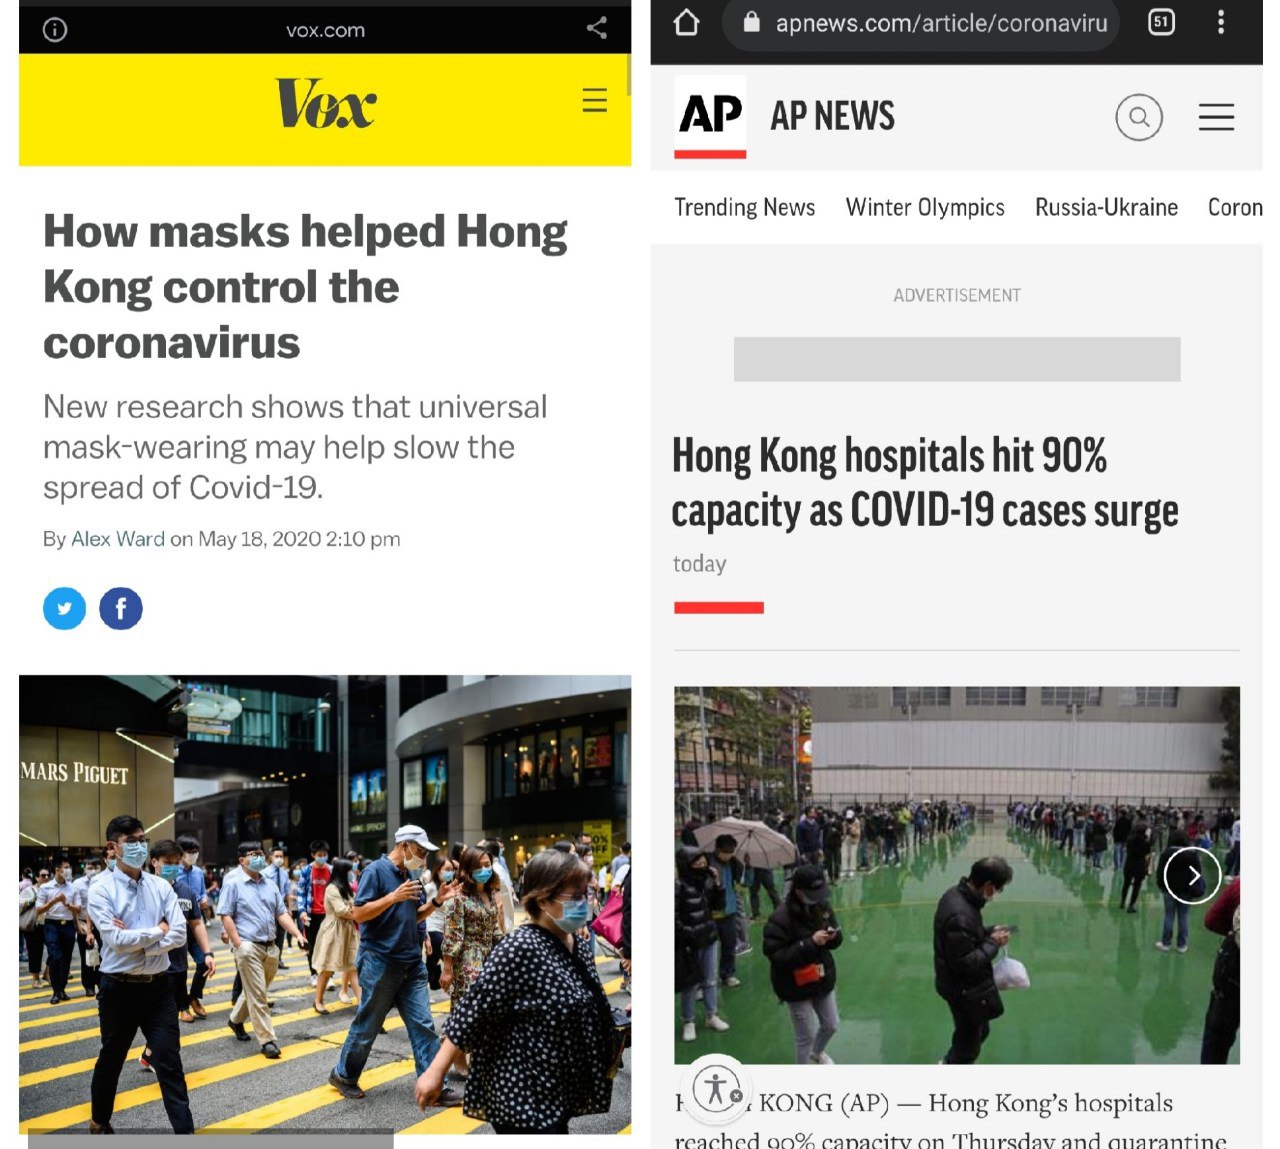 vox.com
Vox
How masks helped Hong
Kong control the
coronavirus
New research shows that universal
mask-wearing may help slow the
spread of Covid-19.
By Alex Ward on May 18, 2020 2:10 pm
MARS PIGUET
apnews.com/article/coronaviru
51
AP
AP NEWS
Trending News
Winter Olympics
Russia-Ukraine
Coron
ADVERTISEMENT
Hong Kong hospitals hit 90%
capacity as COVID-19 cases surge
today
KONG (AP) — Hong Kong’s hospitals
reached 90% capacity on Thursday and quarantine